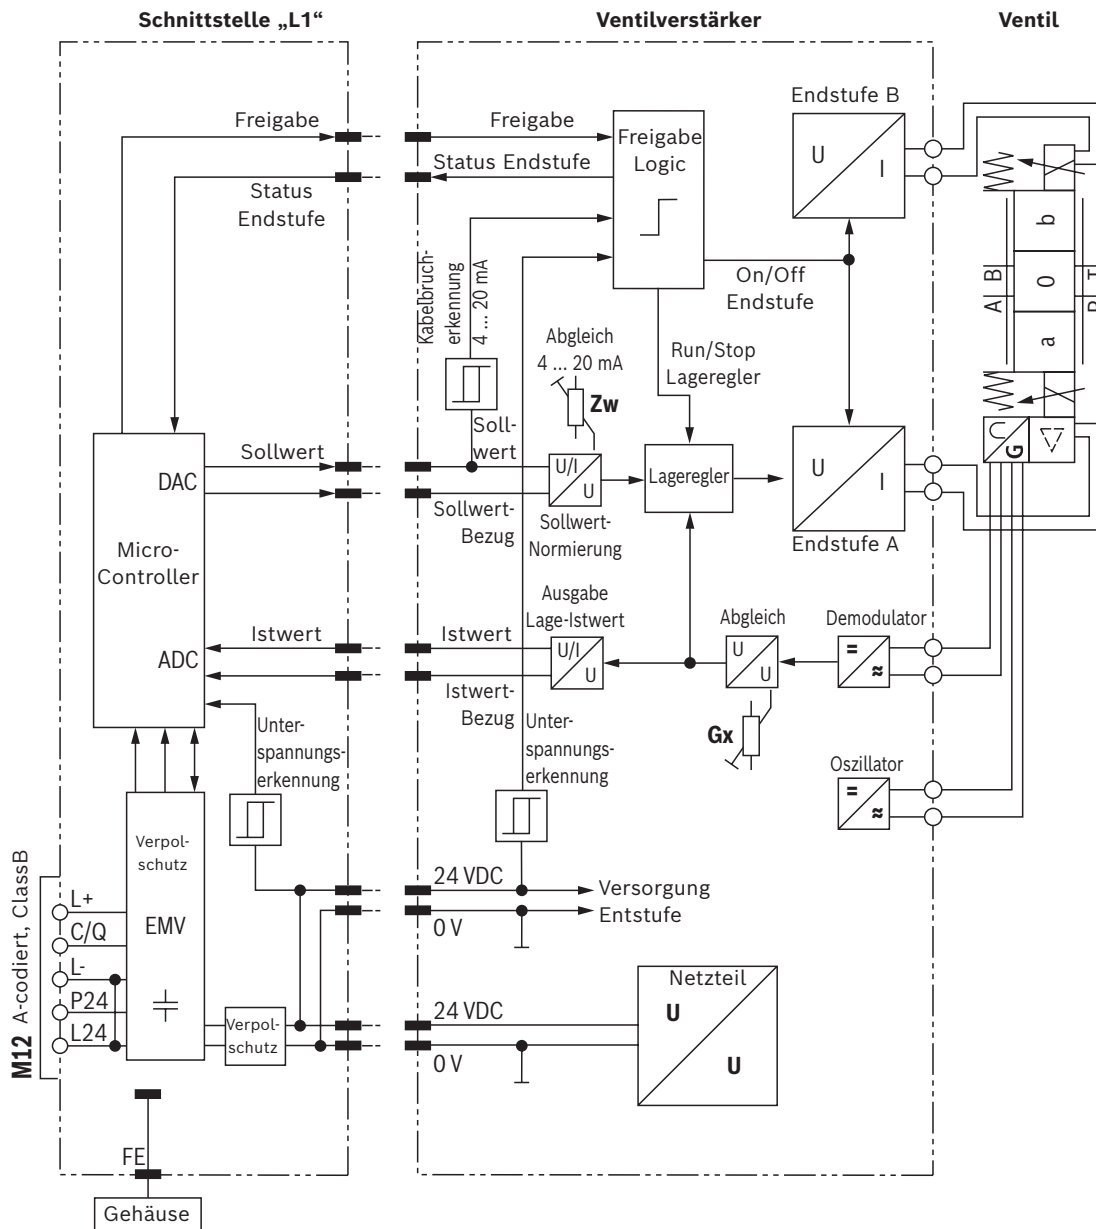 Schnittstelle „L1“
Ventilverstärker
Ventil
Freigabe
Status
Endstufe
Freigabe
Status Endstufe
Freigabe
Logic
Endstufe B
U
I
On/Off
Endstufe
Kabelbruch-
erkennung
4 ... 20 mA
Abgleich
4 ... 20 mA
Zw
Run/Stop
Lageregler
b
0
a
B
A
T
P
G
Sollwert
DAC
Soll-
wert
U/I
U
Lageregler
U
I
Endstufe A
Sollwert-
Bezug
Sollwert-
Normierung
Micro-
Controller
Istwert
ADC
Istwert
Ausgabe
Lage-Istwert
U/I
U
Istwert-
Bezug
Abgleich
U
U
Gx
Demodulator
=
≈
Oszillator
=
≈
Unter-
spannungs-
erkennung
Unter-
spannungs-
erkennung
Verpol-
schutz
EMV
M12 A-codiert, ClassB
L+
C/Q
L-
P24
L24
Verpol-
schutz
24 VDC
0 V
Versorgung
Entstufe
24 VDC
0 V
Netzteil
U
U
FE
Gehäuse